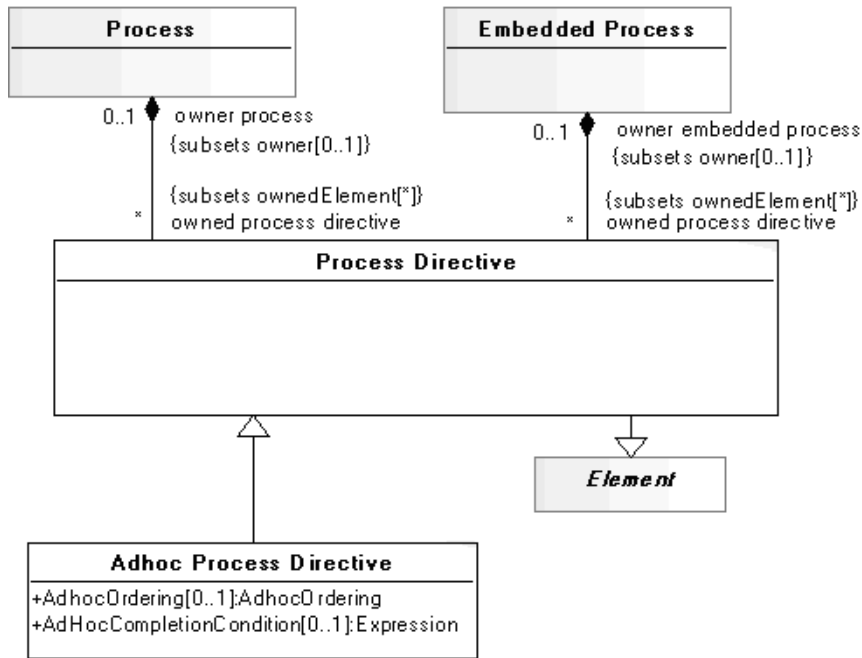 Process
Embedded Process
0..1
owner process
{subsets owner[0..1]}
{subsets ownedElement[*]}
*
owned process directive
0..1
owner embedded process
{subsets owner[0..1]}
{subsets ownedElement[*]}
*
owned process directive
Process Directive
Element
Adhoc Process Directive
+AdhocOrdering[0..1]:AdhocOrdering
+AdHocCompletionCondition[0..1]:Expression